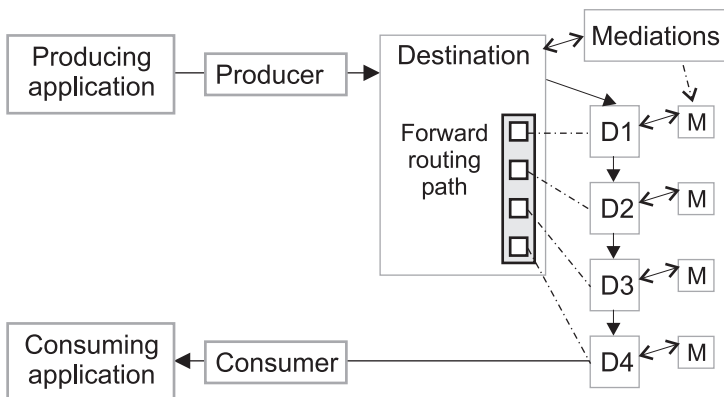 Producing
application
Producer
Destination
Mediations
Forward
routing
path
D1
M
D2
M
D3
M
D4
M
Consuming
application
Consumer